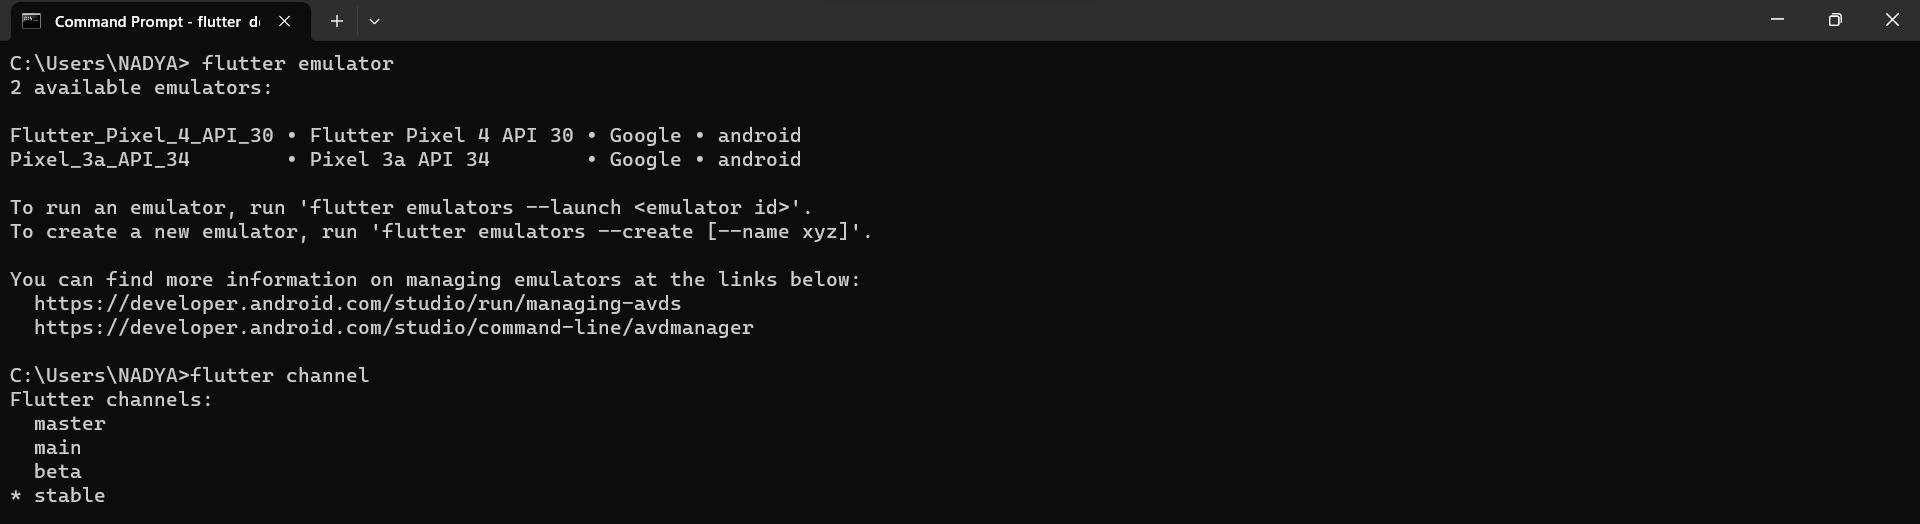 Command Prompt - flutter d
C:\Users\NADYA> flutter emulator
2 available emulators:
Flutter_Pixel_4_API_30 • Flutter Pixel 4 API 30 • Google • android
Pixel_3a_API_34        • Pixel 3a API 34        • Google • android
To run an emulator, run 'flutter emulators --launch <emulator id>'.
To create a new emulator, run 'flutter emulators --create [--name xyz]'.
You can find more information on managing emulators at the links below:
  https://developer.android.com/studio/run/managing-avds
  https://developer.android.com/studio/command-line/avdmanager
C:\Users\NADYA>flutter channel
Flutter channels:
  master
  main
  beta
* stable